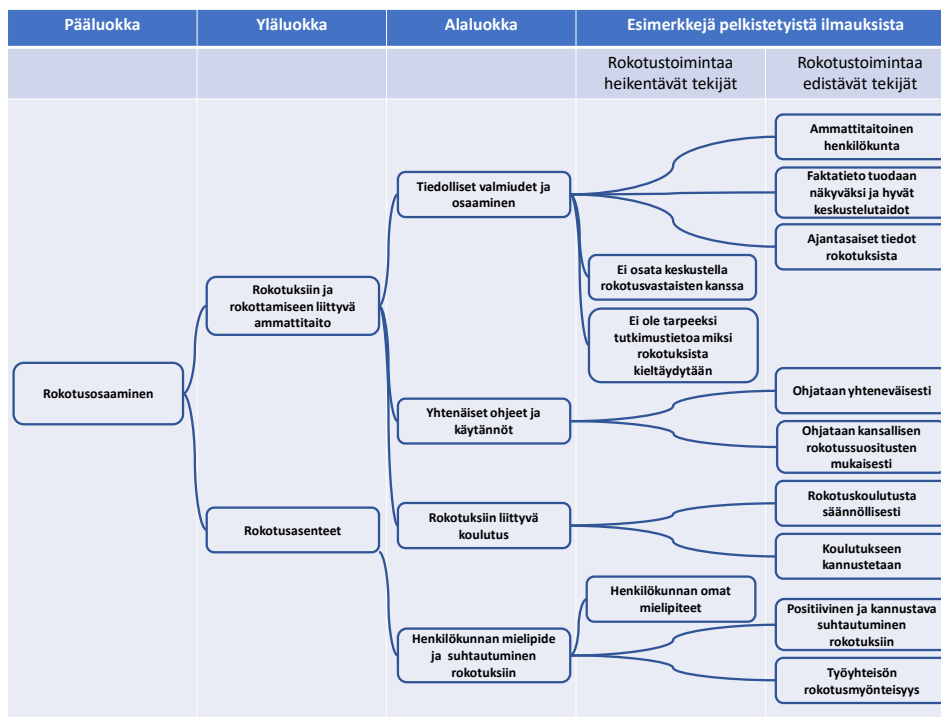 Pääluokka
Yläluokka
Alaluokka
Esimerkkejä pelkistetyistä ilmauksista
Rokotustoimintaa
heikentävät tekijät
Rokotustoimintaa
edistävät tekijät
Rokotusosaaminen
Rokotuksiin ja
rokottamiseen liittyvä
ammattitaito
Tiedolliset valmiudet ja
osaaminen
Ammattitaitoinen
henkilökunta
Faktatieto tuodaan
näkyväksi ja hyvät
keskustelutaidot
Ajantasaiset tiedot
rokotuksista
Ei osata keskustella
rokotusvastaisten kanssa
Ei ole tarpeeksi
tutkimustietoa miksi
rokotuksista
kieltäydytään
Yhtenäiset ohjeet ja
käytännöt
Ohjataan yhteneväisesti
Ohjataan kansallisen
rokotussuositusten
mukaisesti
Rokotuksiin liittyvä
koulutus
Rokotuskoulutusta
säännöllisesti
Koulutukseen
kannustetaan
Rokotusasenteet
Henkilökunnan mielipide
ja suhtautuminen
rokotuksiin
Henkilökunnan omat
mielipiteet
Positiivinen ja kannustava
suhtautuminen
rokotuksiin
Työyhteisön
rokotusmyönteisyys